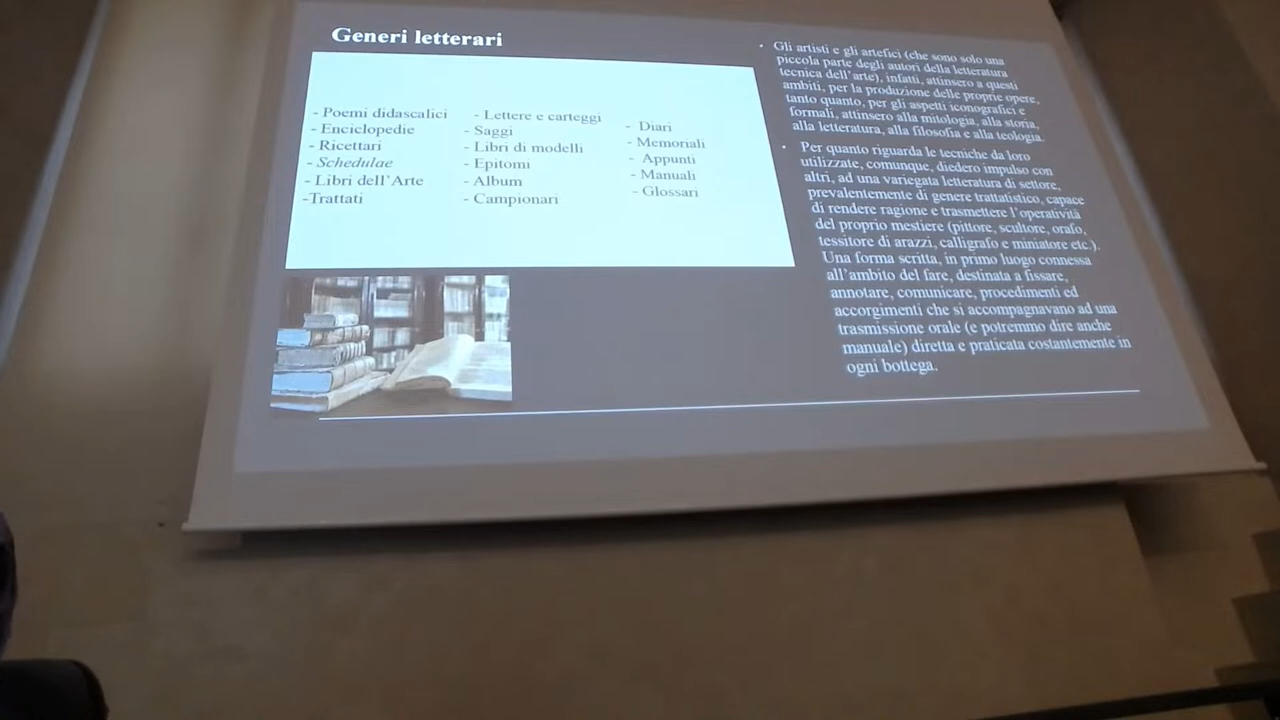 Generi letterari
- Poemi didascalici
- Enciclopedie
- Ricettari
- Schedulae
- Libri dell'Arte
-Trattati
- Lettere e carteggi
- Saggi
- Libri di modelli
- Epitomi
- Album
- Campionari
- Diari
- Memoriali
- Appunti
- Manuali
- Glossari
• Gli artisti e gli artefici (che sono solo una
piccola parte degli autori della letteratura
tecnica dell'arte), infatti, attinsero a questi
ambiti, per la produzione delle proprie opere,
tanto quanto, per gli aspetti iconografici e
formali, attinsero alla mitologia, alla storia,
alla letteratura, alla filosofia e alla teologia.
• Per quanto riguarda le tecniche da loro
utilizzate, comunque, diedero impulso con
altri, ad una variegata letteratura di settore,
prevalentemente di genere trattatistico, capace
di rendere ragione e trasmettere l'operatività
del proprio mestiere (pittore, scultore, orafo,
tessitore di arazzi, calligrafo e miniatore etc.).
Una forma scritta, in primo luogo connessa
all'ambito del fare, destinata a fissare,
annotare, comunicare, procedimenti ed
accorgimenti che si accompagnavano ad una
trasmissione orale (e potremmo dire anche
manuale) diretta e praticata costantemente in
ogni bottega.